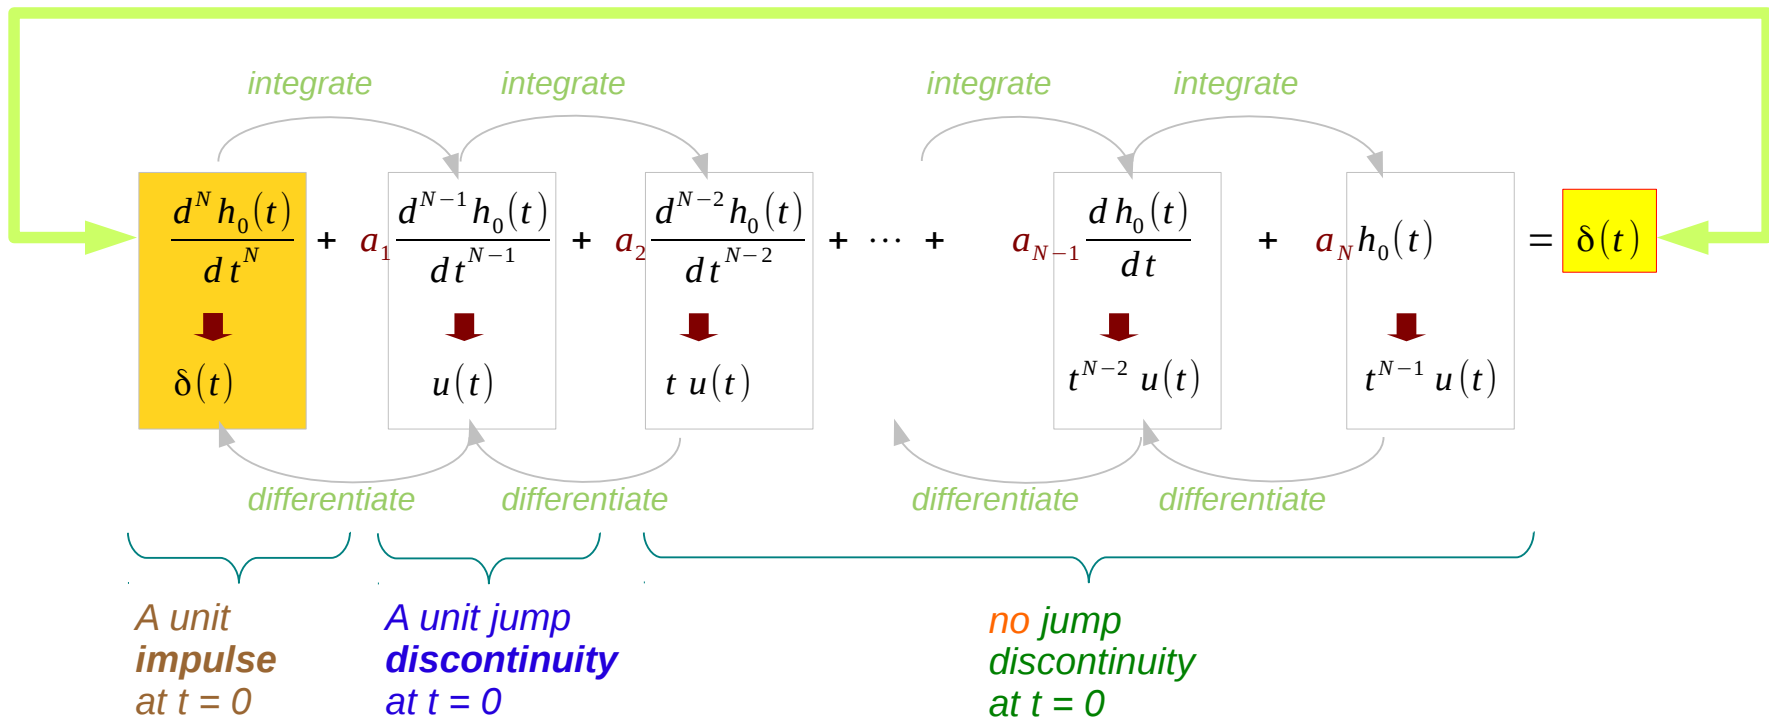 integrate integrate integrate integrate
d^N h_0(t)/dt^N + a_1 d^{N−1} h_0(t)/dt^{N−1} + a_2 d^{N−2} h_0(t)/dt^{N−2} + ⋯ + a_{N−1} d h_0(t)/dt + a_N h_0(t) = δ(t)
δ(t) u(t) t u(t) t^{N−2} u(t) t^{N−1} u(t)
differentiate differentiate differentiate differentiate
A unit
impulse
at t = 0
A unit jump
discontinuity
at t = 0
no jump
discontinuity
at t = 0